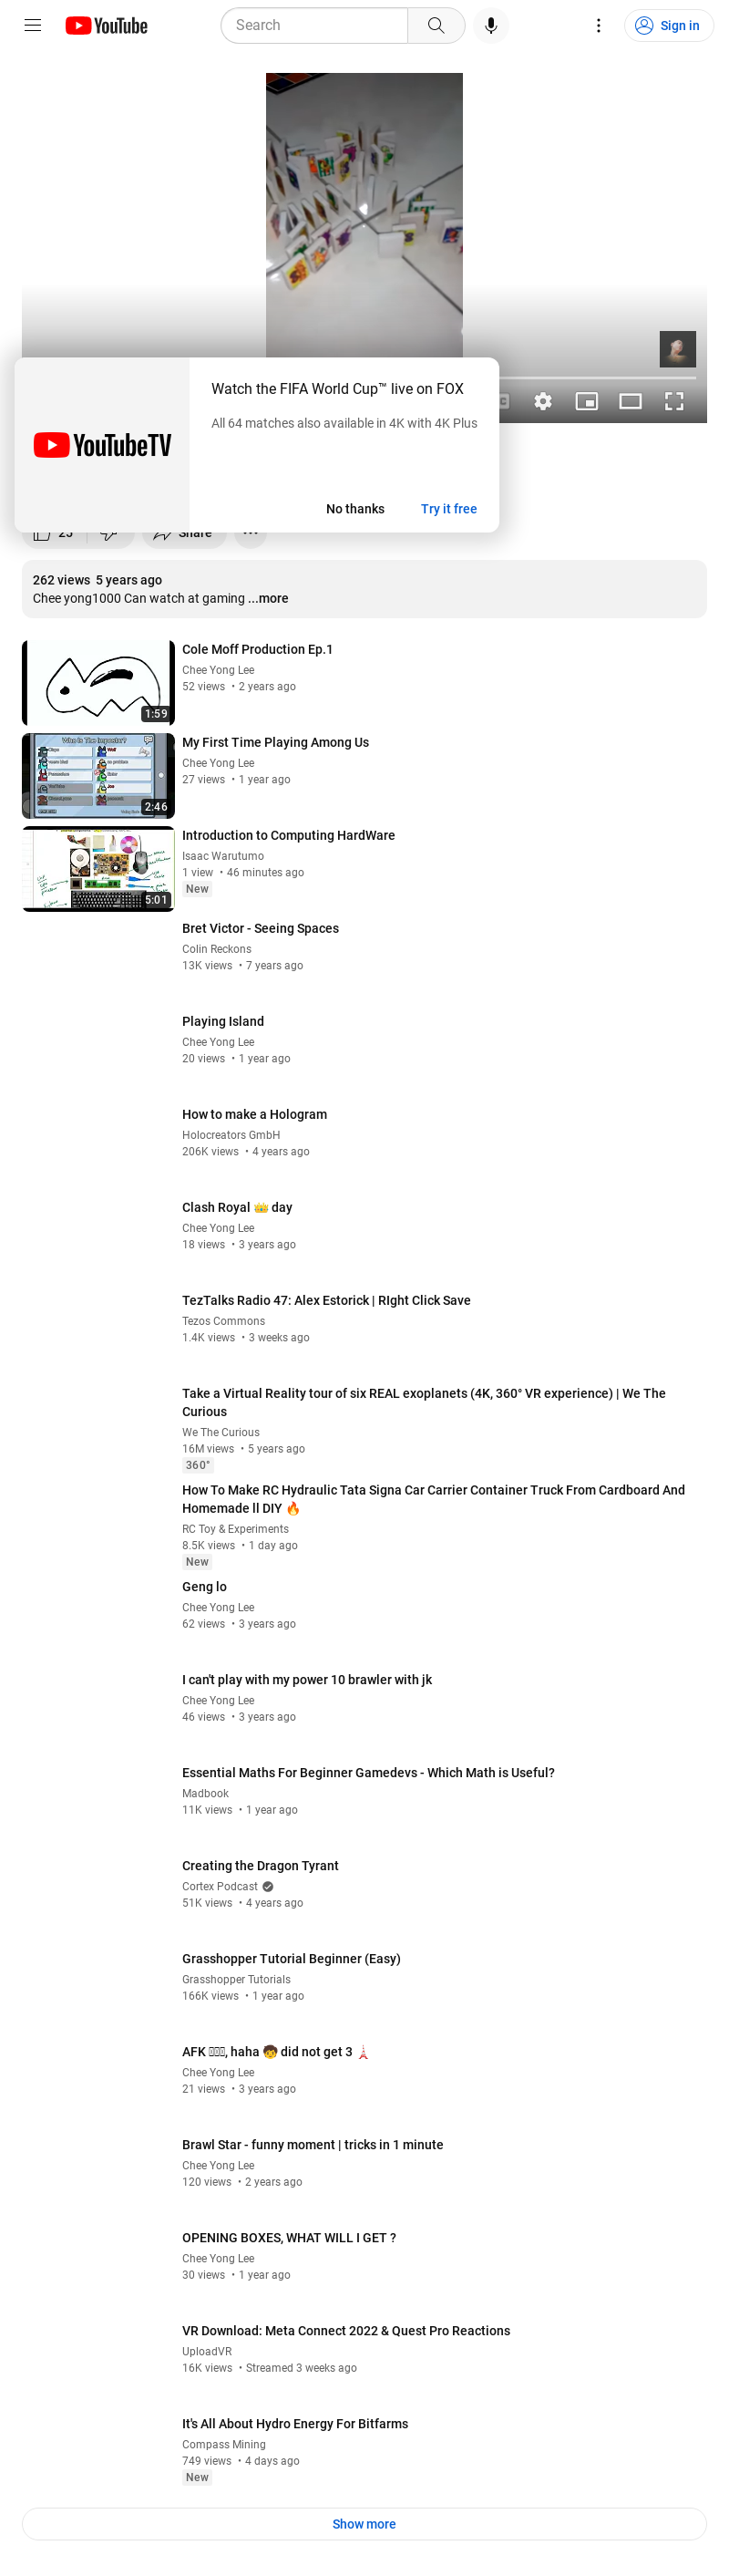 YouTube
Search
Sign in
Watch the FIFA World Cup™ live on FOX
All 64 matches also available in 4K with 4K Plus
YouTubeTV
No thanks
Try it free
25
Share
262 views 5 years ago
Chee yong1000 Can watch at gaming ...more
Cole Moff Production Ep.1
Chee Yong Lee
52 views • 2 years ago
1:59
My First Time Playing Among Us
Chee Yong Lee
27 views • 1 year ago
2:46
Introduction to Computing HardWare
Isaac Warutumo
1 view • 46 minutes ago
New
5:01
Bret Victor - Seeing Spaces
Colin Reckons
13K views • 7 years ago
Playing Island
Chee Yong Lee
20 views • 1 year ago
How to make a Hologram
Holocreators GmbH
206K views • 4 years ago
Clash Royal 👑 day
Chee Yong Lee
18 views • 3 years ago
TezTalks Radio 47: Alex Estorick | RIght Click Save
Tezos Commons
1.4K views • 3 weeks ago
Take a Virtual Reality tour of six REAL exoplanets (4K, 360° VR experience) | We The
Curious
We The Curious
16M views • 5 years ago
360°
How To Make RC Hydraulic Tata Signa Car Carrier Container Truck From Cardboard And
Homemade ll DIY 🔥
RC Toy & Experiments
8.5K views • 1 day ago
New
Geng lo
Chee Yong Lee
62 views • 3 years ago
I can't play with my power 10 brawler with jk
Chee Yong Lee
46 views • 3 years ago
Essential Maths For Beginner Gamedevs - Which Math is Useful?
Madbook
11K views • 1 year ago
Creating the Dragon Tyrant
Cortex Podcast
51K views • 4 years ago
Grasshopper Tutorial Beginner (Easy)
Grasshopper Tutorials
166K views • 1 year ago
AFK , haha 🧒 did not get 3 🗼
Chee Yong Lee
21 views • 3 years ago
Brawl Star - funny moment | tricks in 1 minute
Chee Yong Lee
120 views • 2 years ago
OPENING BOXES, WHAT WILL I GET ?
Chee Yong Lee
30 views • 1 year ago
VR Download: Meta Connect 2022 & Quest Pro Reactions
UploadVR
16K views • Streamed 3 weeks ago
It's All About Hydro Energy For Bitfarms
Compass Mining
749 views • 4 days ago
New
Show more